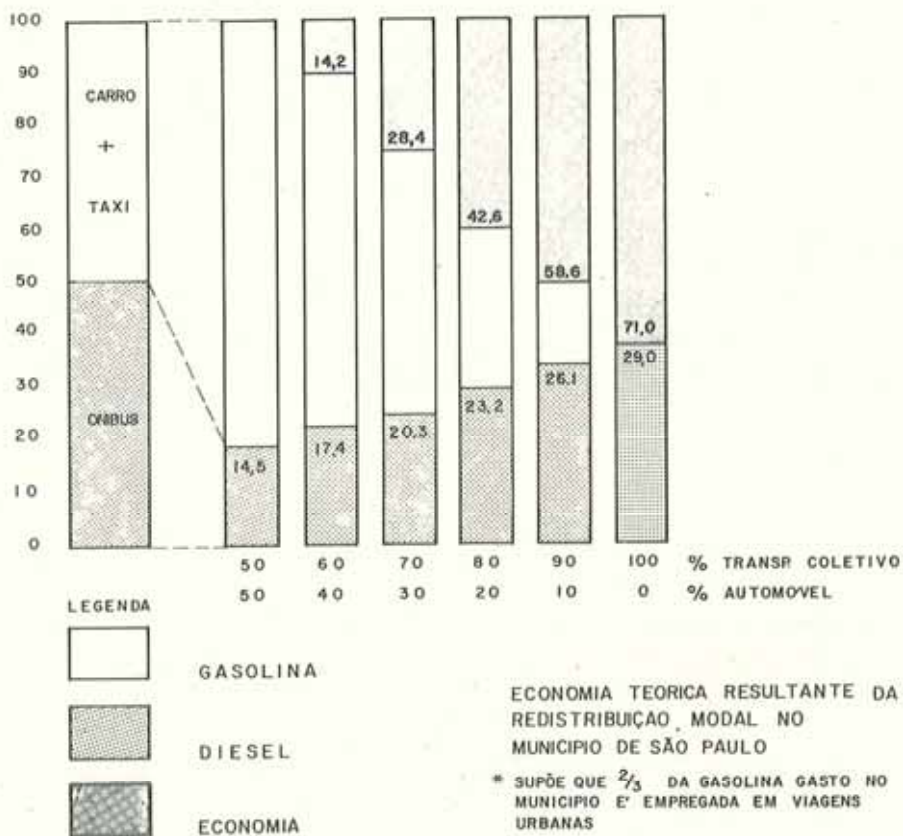 100
90
80
70
60
50
40
30
20
10
0
CARRO
+
TAXI
ONIBUS
14,5
14,2
17,4
28,4
20.3
42,6
23,2
58,6
26.1
71,0
29,0
50 60 70 80 90 100 % TRANSP. COLETIVO
50 40 30 20 10 0 % AUTOMOVEL
LEGENDA
GASOLINA
DIESEL
ECONOMIA
ECONOMIA TEORICA RESULTANTE DA
REDISTRIBUIÇAO MODAL NO
MUNICIPIO DE SÃO PAULO
* SUPÕE QUE 2/3 DA GASOLINA GASTO NO
MUNICIPIO E' EMPREGADA EM VIAGENS
URBANAS